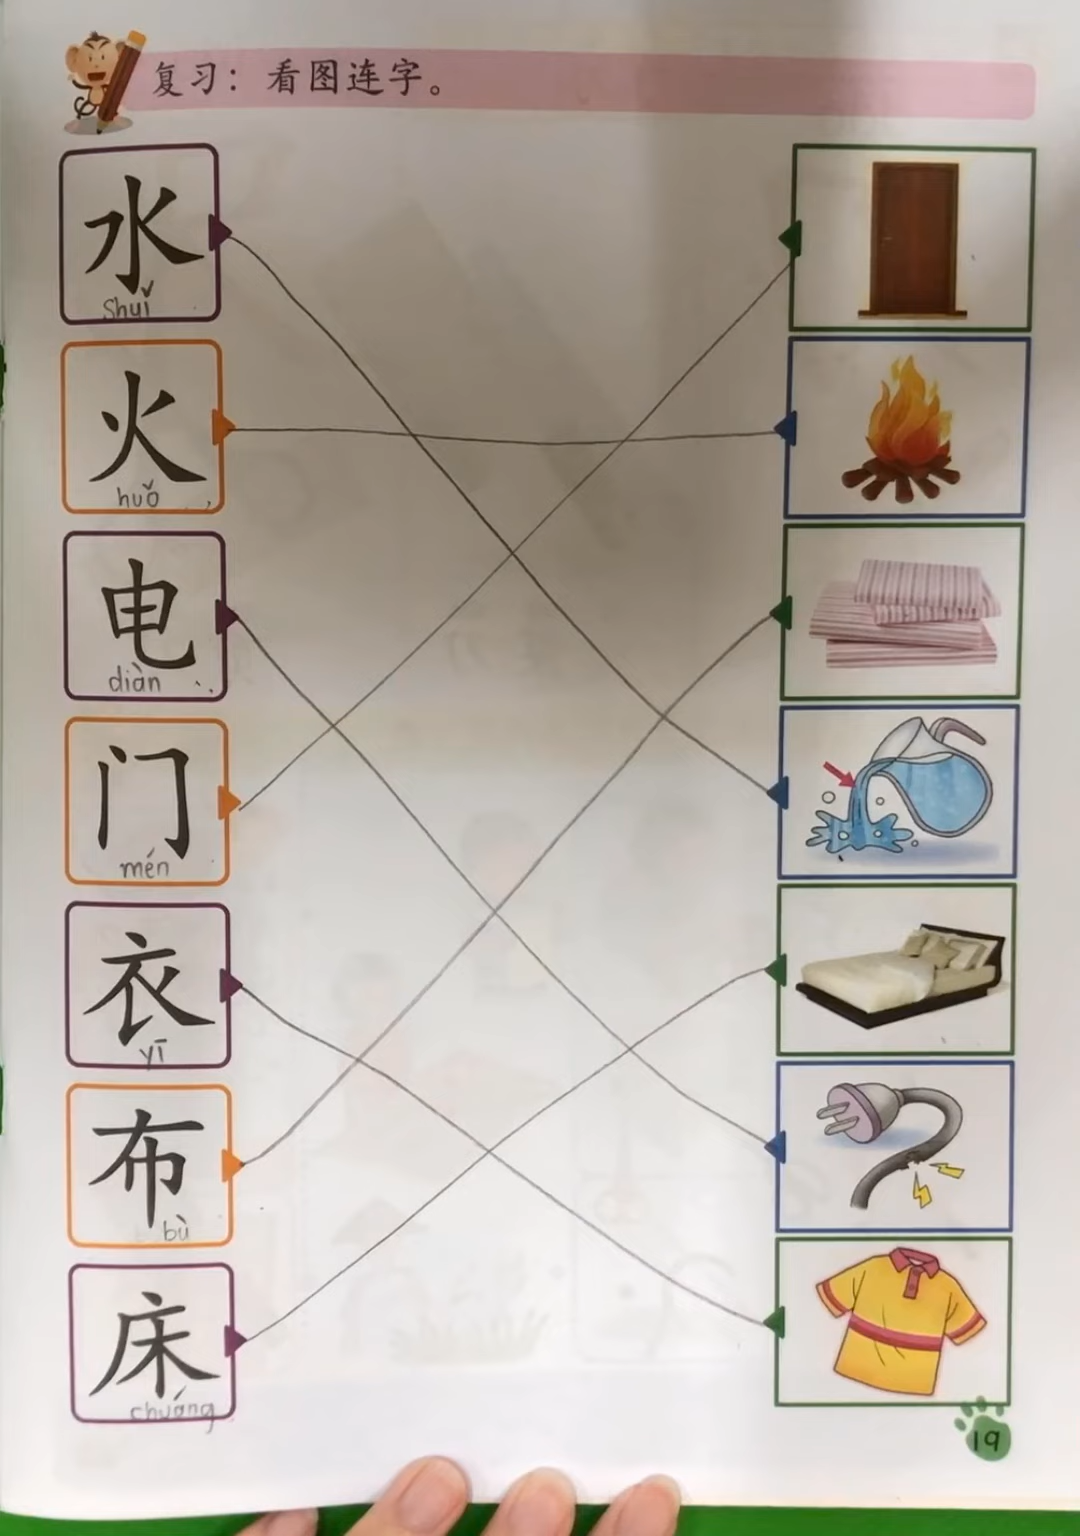 复习：看图连字。
水
shuǐ
火
huǒ
电
diàn
门
mén
衣
yī
布
bù
床
chuáng
19